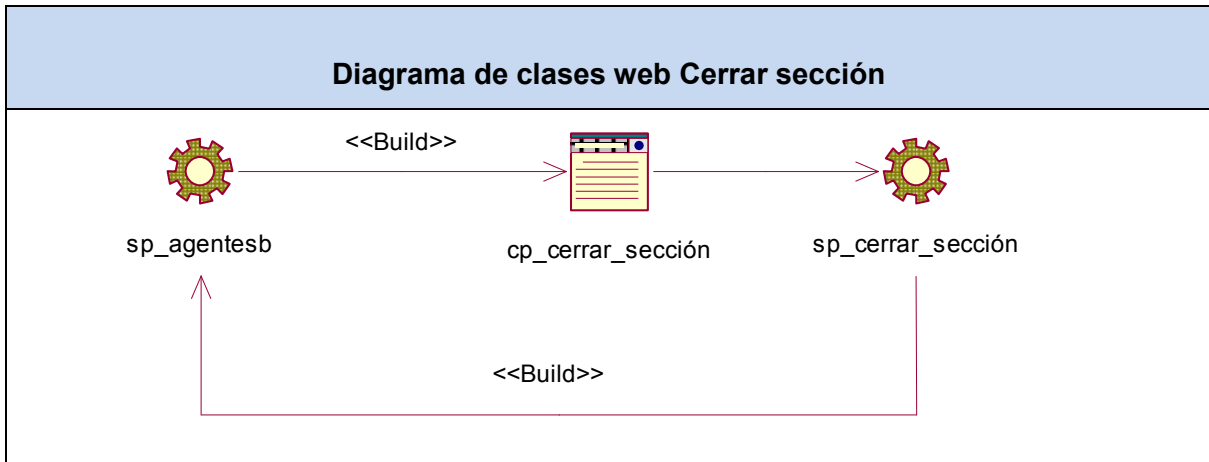 Diagrama de clases web Cerrar sección
<<Build>>
sp_agentesb
cp_cerrar_sección
sp_cerrar_sección
<<Build>>